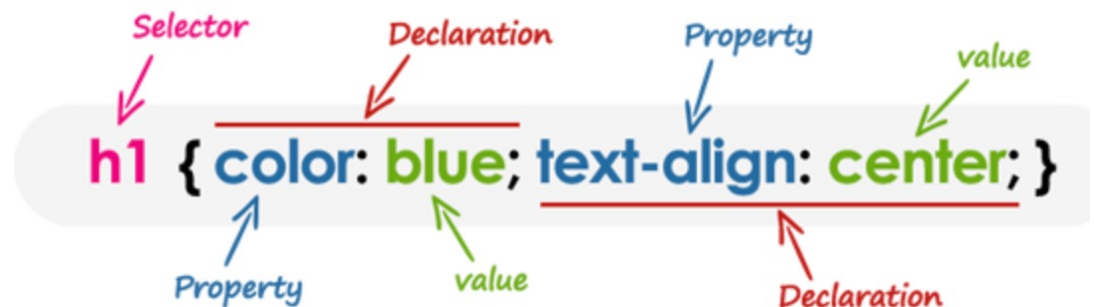 Selector
Declaration
Property
value
h1 { color: blue; text-align: center; }
Property
value
Declaration